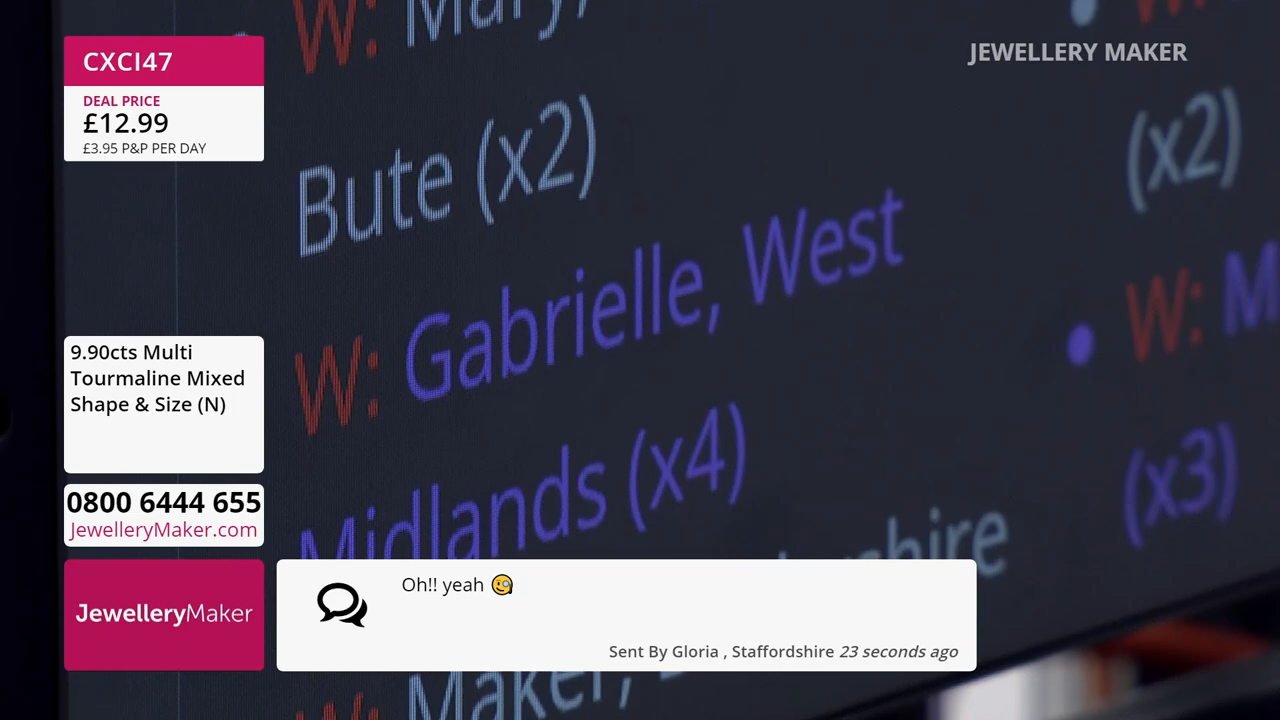 CXCI47
DEAL PRICE
£12.99
£3.95 P&P PER DAY
JEWELLERY MAKER
W: Mary,
Bute (x2)
W: Gabrielle, West
Midlands (x4)
W:
Maker,
(x2)
W: M
(x3)
9.90cts Multi
Tourmaline Mixed
Shape & Size (N)
0800 6444 655
JewelleryMaker.com
JewelleryMaker
Oh!! yeah 🧐
Sent By Gloria , Staffordshire 23 seconds ago